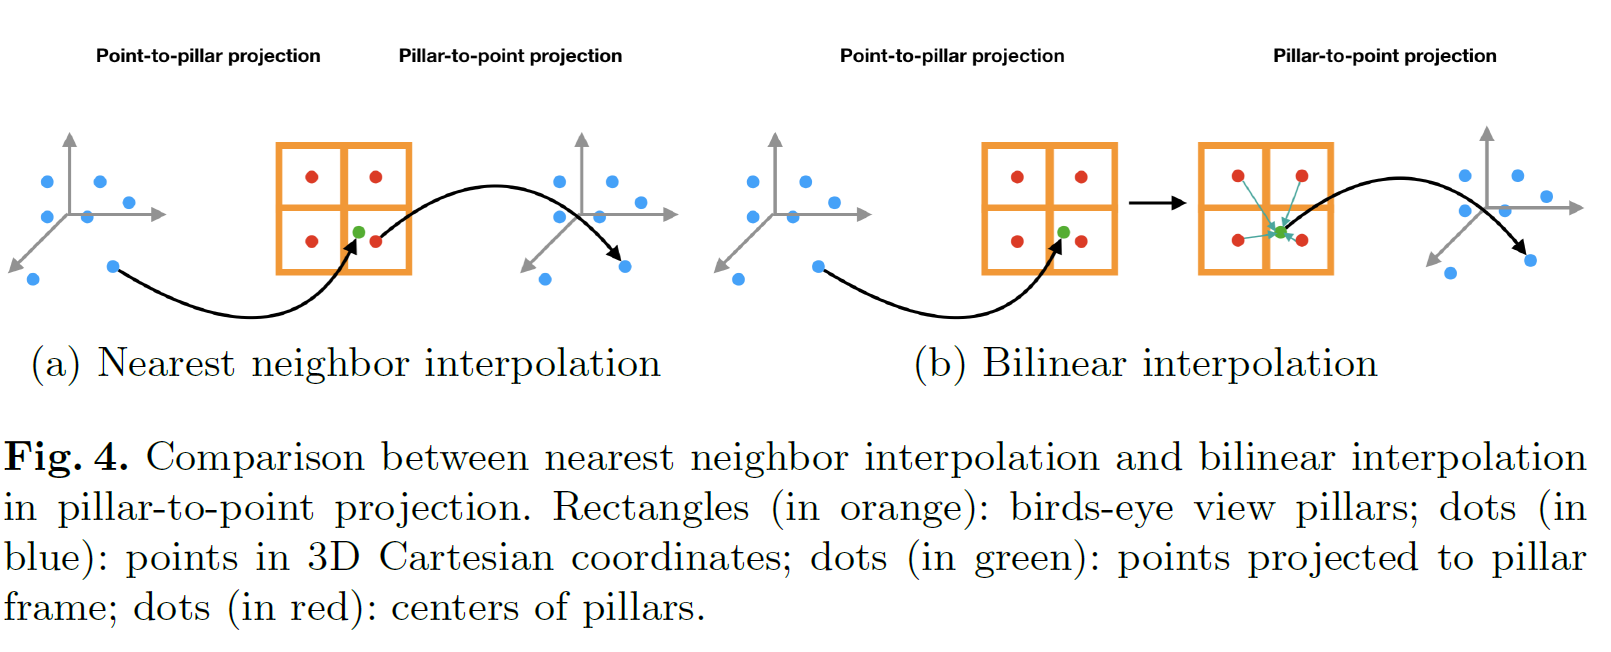 Point-to-pillar projection
Pillar-to-point projection
Point-to-pillar projection
Pillar-to-point projection
(a) Nearest neighbor interpolation
(b) Bilinear interpolation
Fig. 4. Comparison between nearest neighbor interpolation and bilinear interpolation
in pillar-to-point projection. Rectangles (in orange): birds-eye view pillars; dots (in
blue): points in 3D Cartesian coordinates; dots (in green): points projected to pillar
frame; dots (in red): centers of pillars.